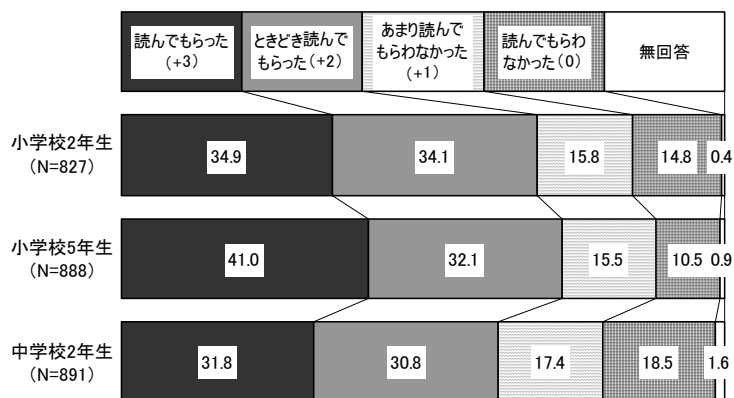 読んでもらった
(+3)
ときどき読んで
もらった(+2)
あまり読んで
もらわなかった
(+1)
読んでもらわ
なかった(0)
無回答
小学校2年生
(N=827)
34.9
34.1
15.8
14.8
0.4
小学校5年生
(N=888)
41.0
32.1
15.5
10.5
0.9
中学校2年生
(N=891)
31.8
30.8
17.4
18.5
1.6